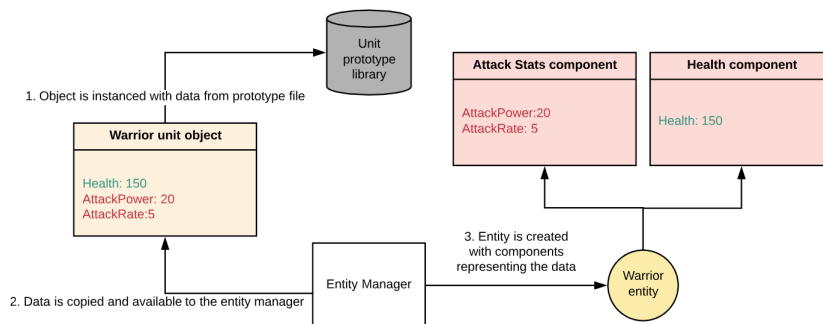 Unit
prototype
library
1. Object is instanced with data from prototype file
Warrior unit object
Health: 150
AttackPower: 20
AttackRate:5
Attack Stats component
AttackPower:20
AttackRate: 5
Health component
Health: 150
2. Data is copied and available to the entity manager
Entity Manager
3. Entity is created
with components
representing the data
Warrior
entity